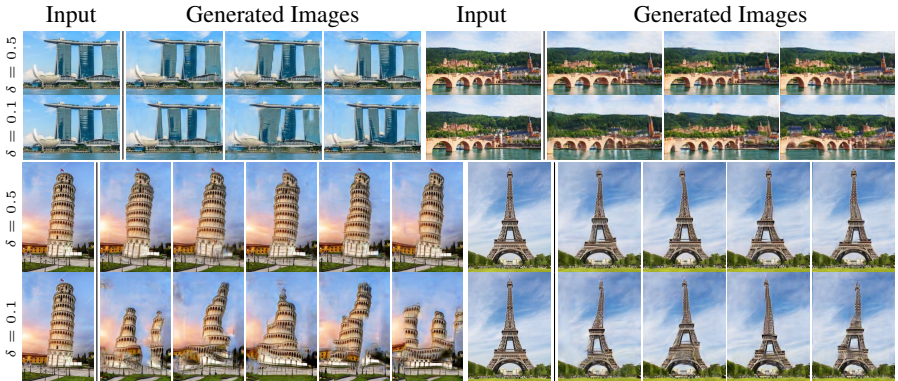 Input Generated Images Input Generated Images
δ = 0.5
δ = 0.1
δ = 0.5
δ = 0.1